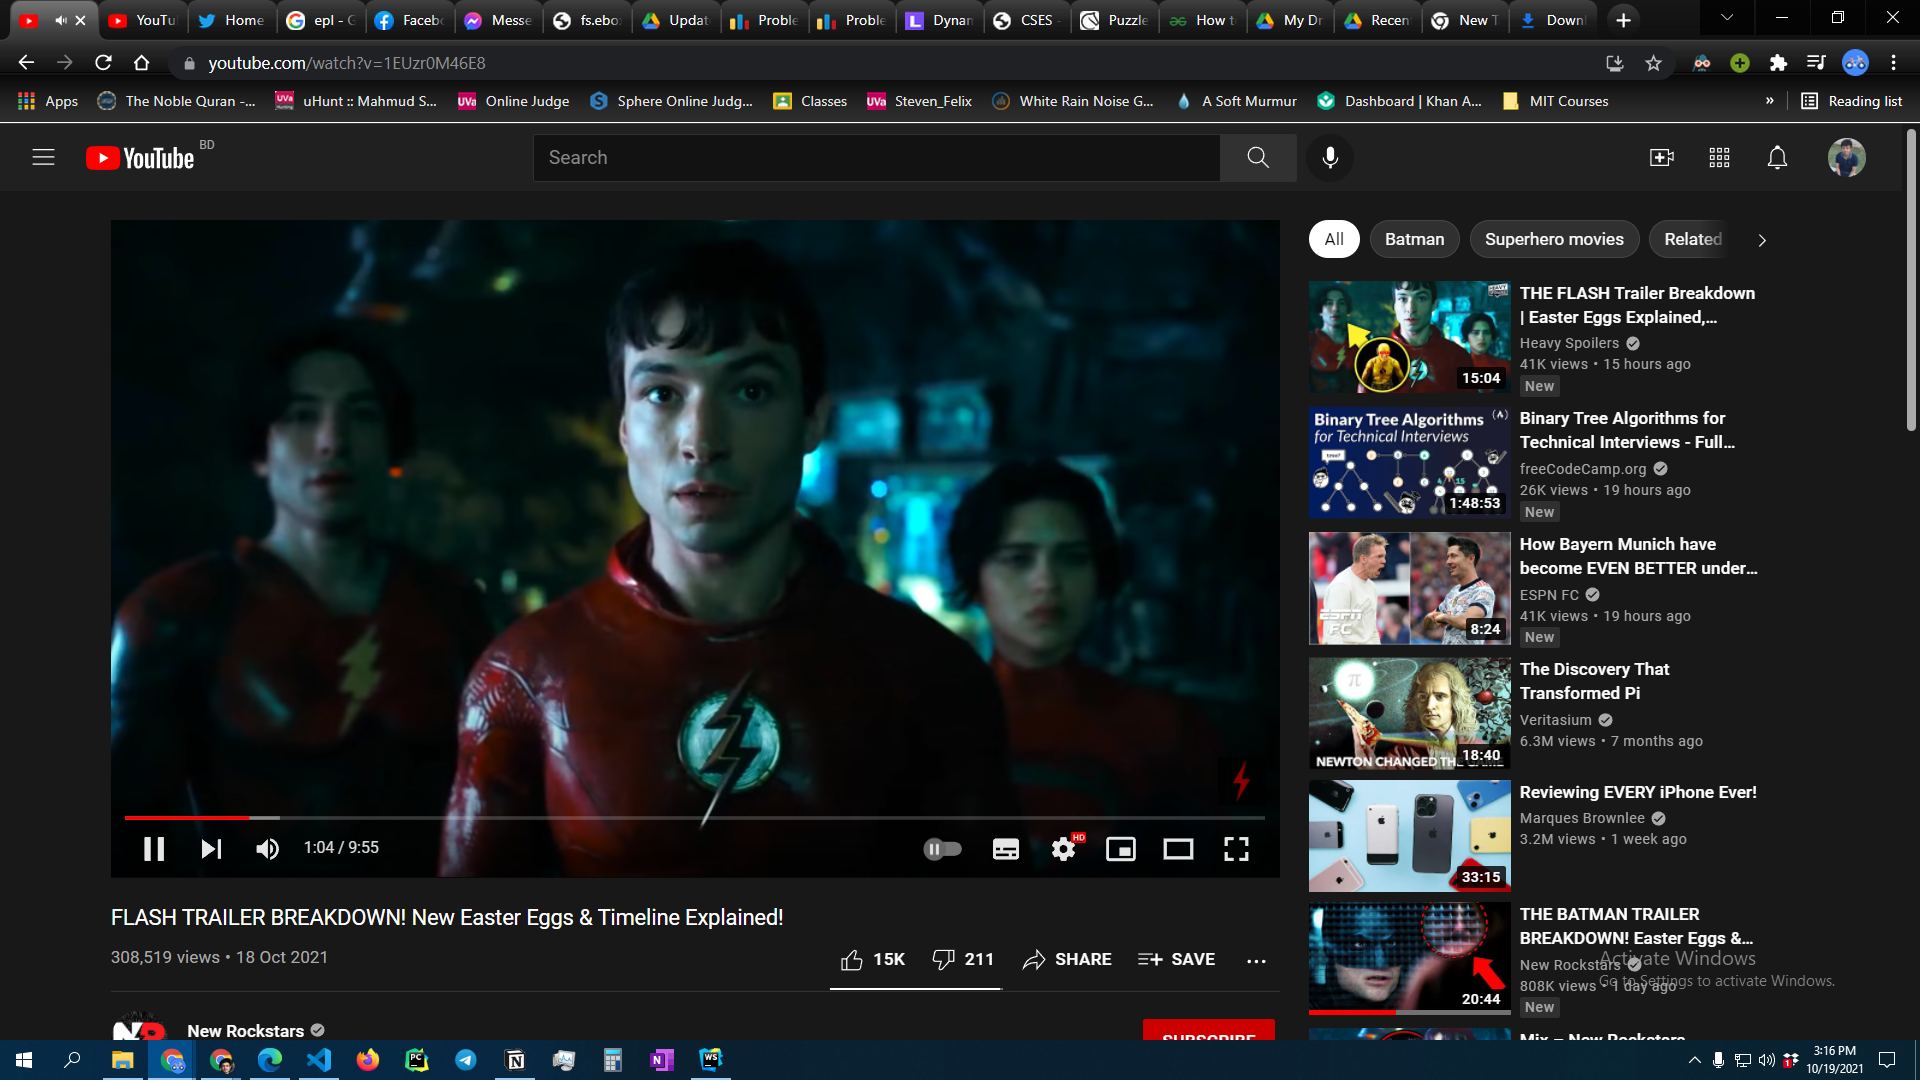 YouTu
Home
epl - G
Faceb
Messe
fs.ebo
Updat
Proble
Proble
Dynan
CSES -
Puzzle
How t
My Dr
Recen
New T
Downl
youtube.com/watch?v=1EUzr0M46E8
Apps
The Noble Quran -...
UVa uHunt :: Mahmud S...
UVa Online Judge
Sphere Online Judg...
Classes
UVa Steven_Felix
White Rain Noise G...
A Soft Murmur
Dashboard | Khan A...
MIT Courses
»
Reading list
YouTube BD
Search
All
Batman
Superhero movies
Related
1:04 / 9:55
HD
FLASH TRAILER BREAKDOWN! New Easter Eggs & Timeline Explained!
308,519 views • 18 Oct 2021
15K
211
SHARE
SAVE
New Rockstars
SUBSCRIBE
15:04
THE FLASH Trailer Breakdown
| Easter Eggs Explained,...
Heavy Spoilers
41K views • 15 hours ago
New
Binary Tree Algorithms
for Technical Interviews
1:48:53
Binary Tree Algorithms for
Technical Interviews - Full...
freeCodeCamp.org
26K views • 19 hours ago
New
ESPN
FC
8:24
How Bayern Munich have
become EVEN BETTER under...
ESPN FC
41K views • 19 hours ago
New
π
NEWTON CHANGED THE GAME
18:40
The Discovery That
Transformed Pi
Veritasium
6.3M views • 7 months ago
33:15
Reviewing EVERY iPhone Ever!
Marques Brownlee
3.2M views • 1 week ago
20:44
THE BATMAN TRAILER
BREAKDOWN! Easter Eggs &...
New Rockstars
808K views • 1 day ago
New
Mix – New Rockstars
Activate Windows
Go to Settings to activate Windows.
3:16 PM
10/19/2021